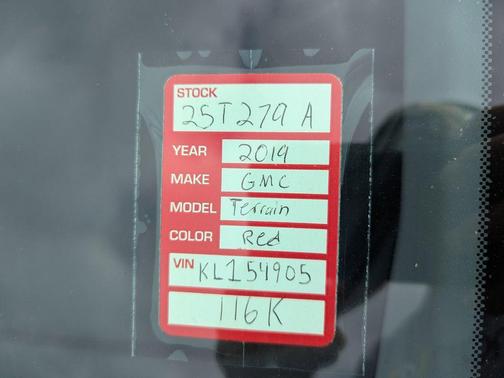 STOCK
25T279 A
YEAR 2019
MAKE GMC
MODEL Terrain
COLOR Red
VIN KL154905
116K